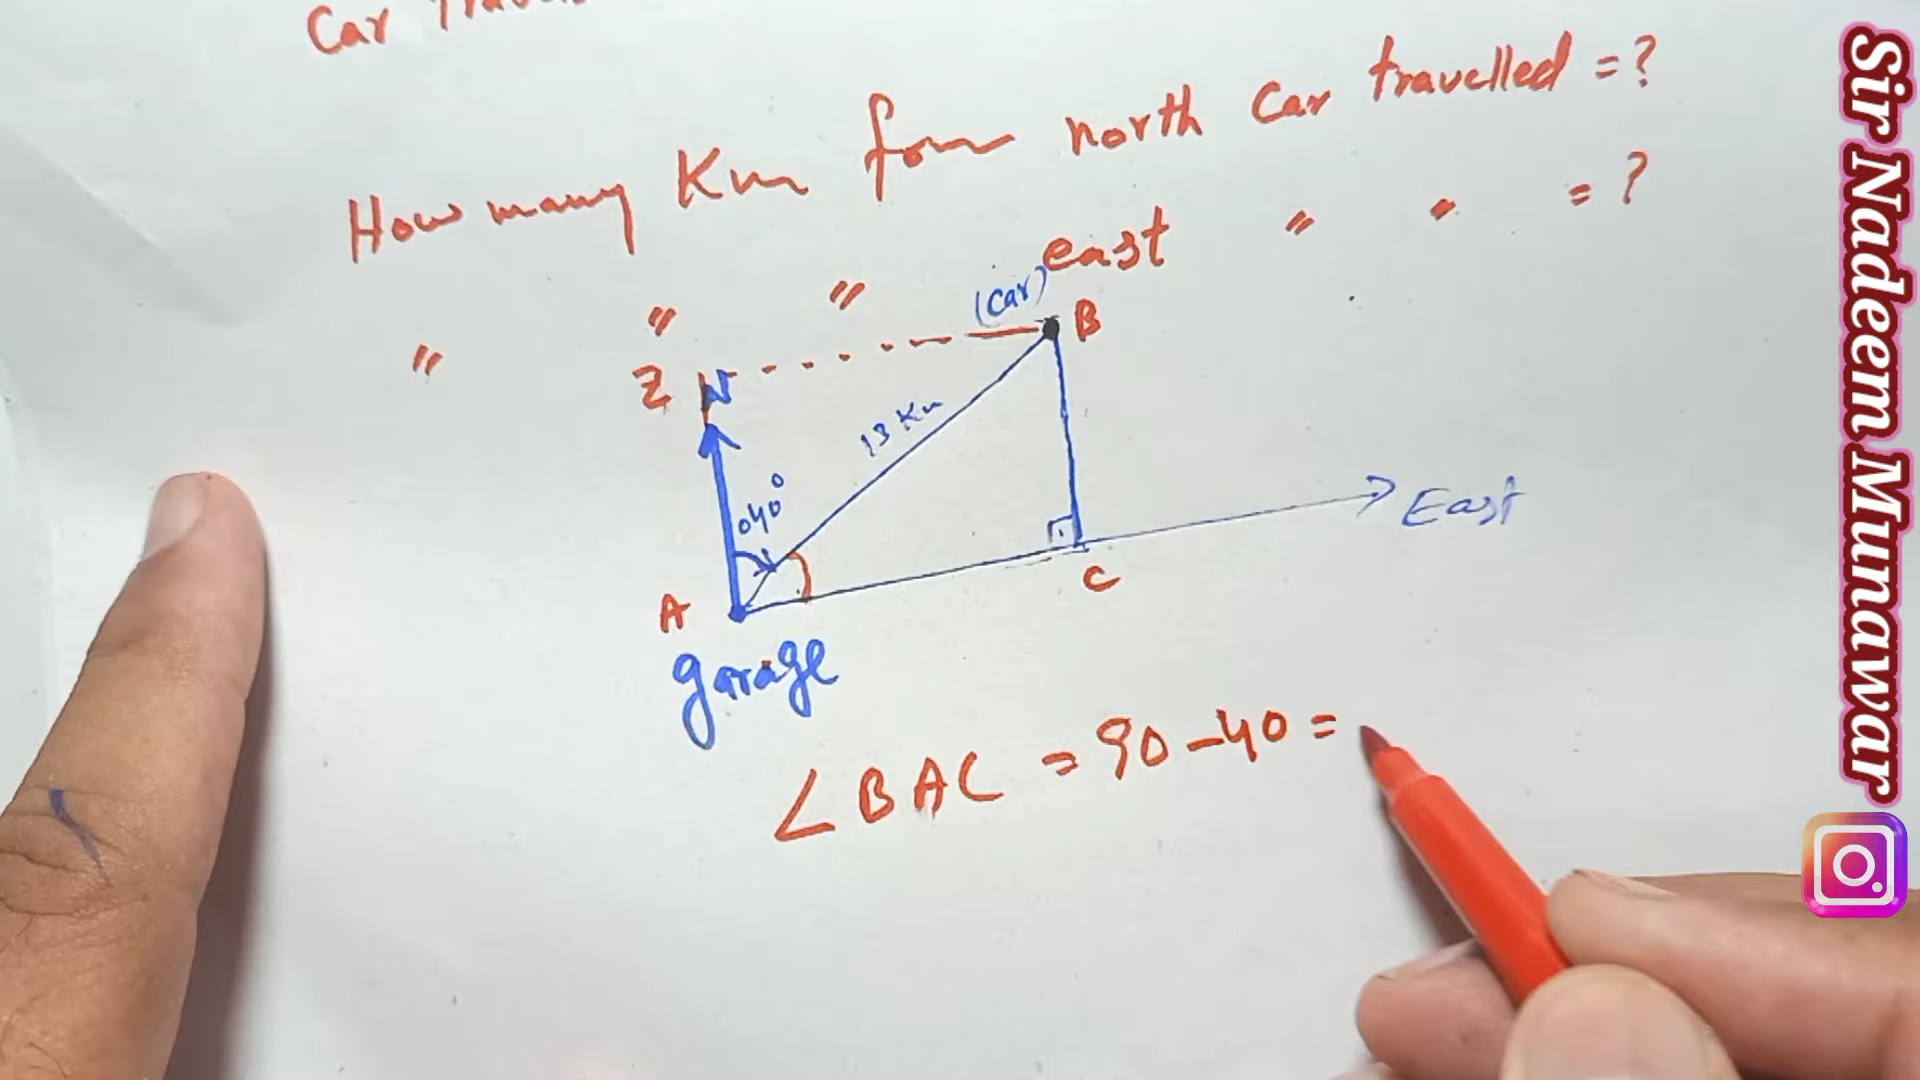 Car Travel
How many Km from north Car travelled = ?
" " " east " " = ?
(car)
B
Z N
13 Km
040°
East
A
C
garage
∠BAC = 90-40=
Sir Nadeem Munawar